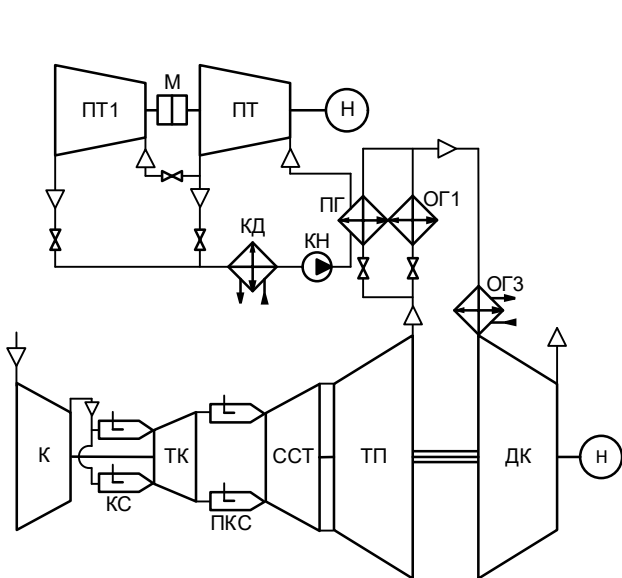 М
ПТ1
ПТ
Н
ПГ
ОГ1
КД
КН
ОГ3
К
ТК
ССТ
ТП
ДК
Н
КС
ПКС